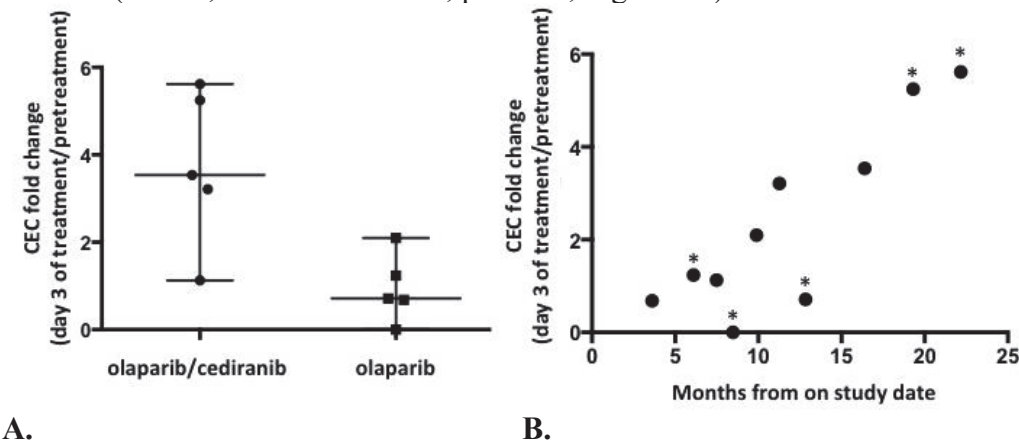 6
4
2
0
CEC fold change
(day 3 of treatment/pretreatment)
olaparib/cediranib olaparib
A.
6
4
2
0
CEC fold change
(day 3 of treatment/pretreatment)
*
*
*
*
*
0 5 10 15 20 25
Months from on study date
B.